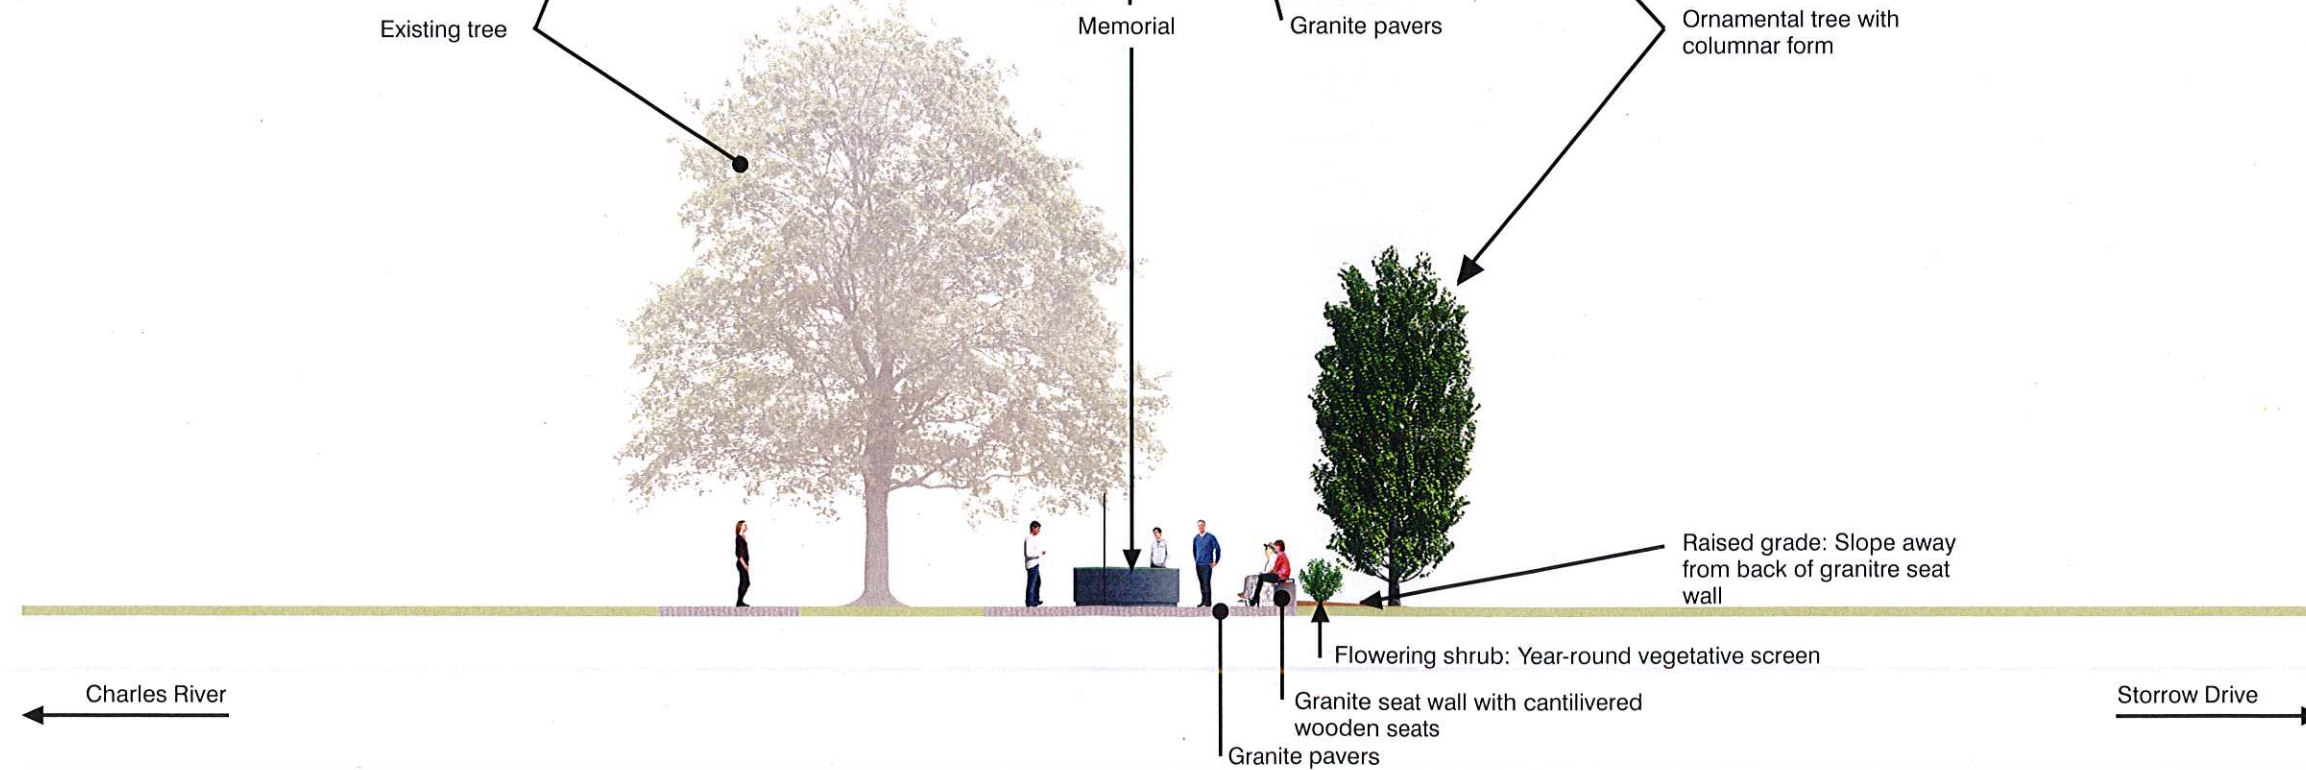 Existing tree
Memorial
Granite pavers
Ornamental tree with
columnar form
Raised grade: Slope away
from back of granitre seat
wall
Flowering shrub: Year-round vegetative screen
Charles River
Granite seat wall with cantilivered
wooden seats
Storrow Drive
Granite pavers